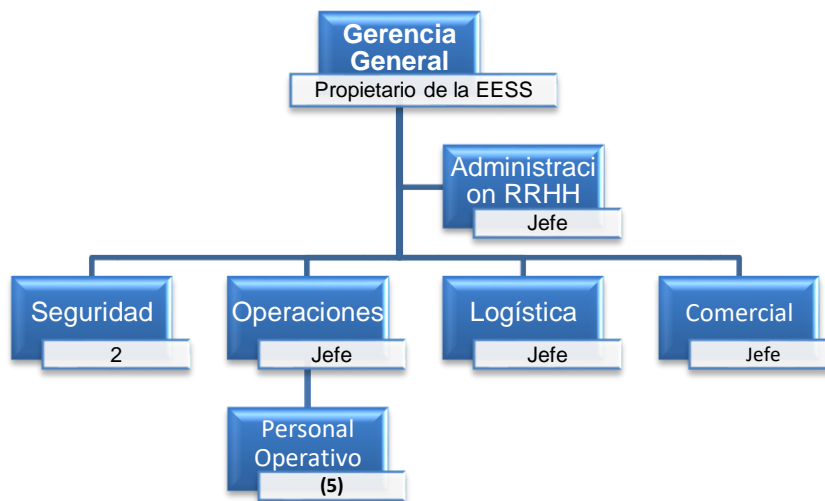 Gerencia
General
Propietario de la EESS
Administraci
on RRHH
Jefe
Seguridad
2
Operaciones
Jefe
Logística
Jefe
Comercial
Jefe
Personal
Operativo
(5)